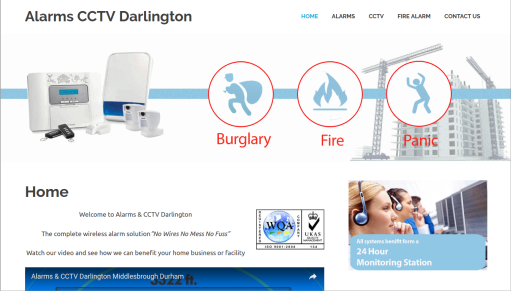 Alarms CCTV Darlington
HOME ALARMS CCTV FIRE ALARM CONTACT US
Burglary Fire Panic
Home
Welcome to Alarms & CCTV Darlington
The complete wireless alarm solution "No Wires No Mess No Fuss"
Watch our video and see how we can benefit your home business or facility
WQA
UKAS
ISO 9001:2008
All systems benefit form a
24 Hour
Monitoring Station
Alarms & CCTV Darlington Middlesbrough Durham
3322 ft.